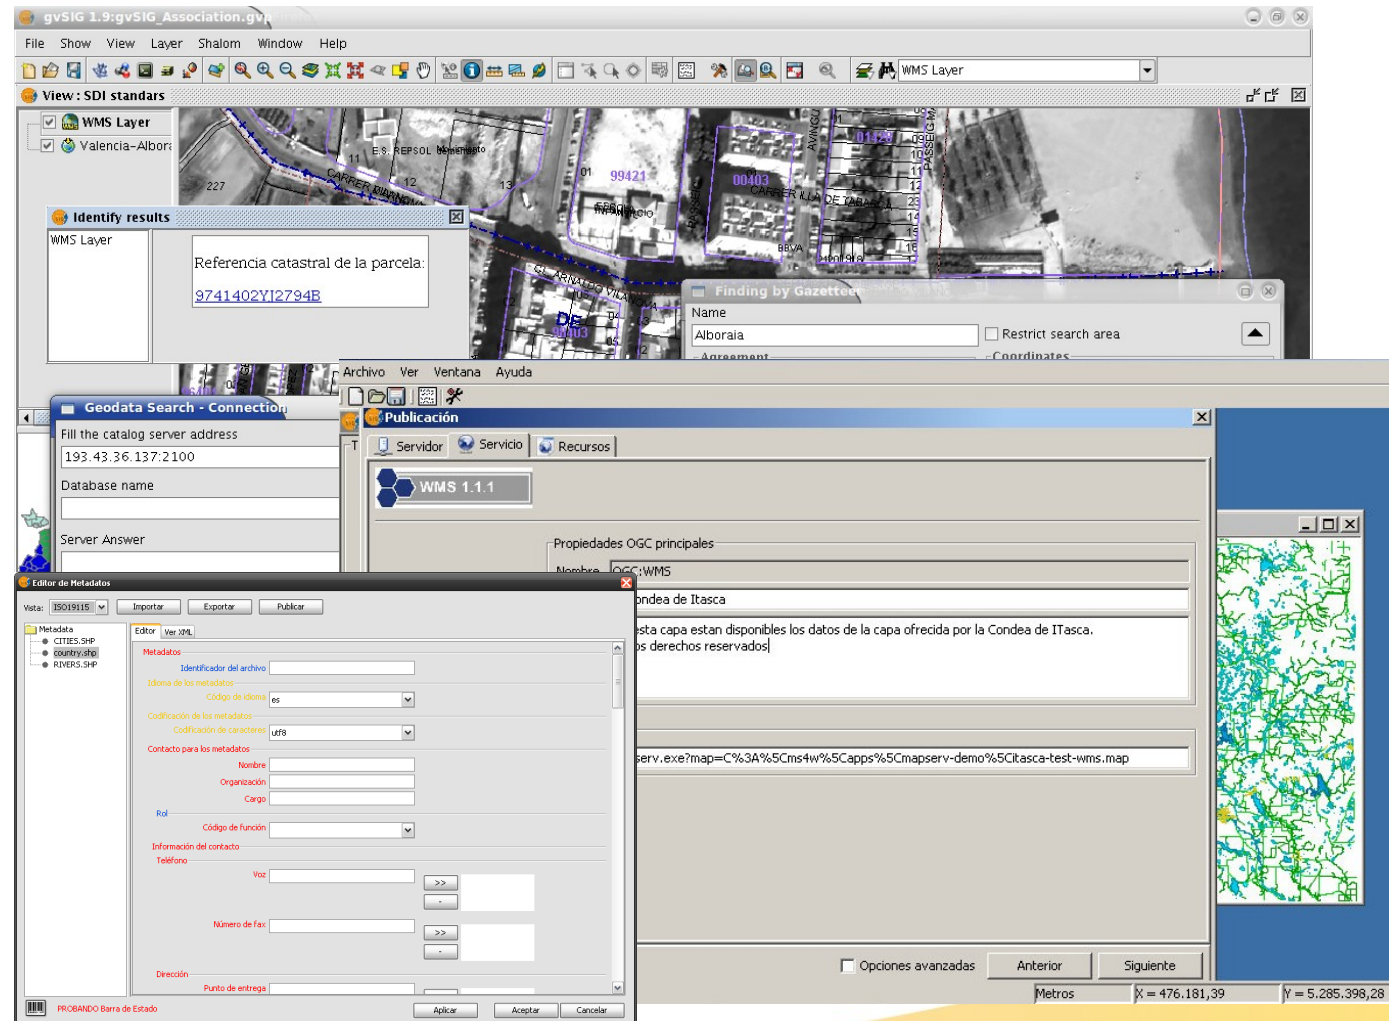 gvSIG 1.9:gvSIG_Association.gvp
File Show View Layer Shalom Window Help
WMS Layer
View : SDI standars
WMS Layer
Valencia-Albora
E.S. REPSOL
11
12
13
227
01
99421
00403
01420
CARRER ILLA DE TABARCA
BBVA
DE
Identify results
WMS Layer
Referencia catastral de la parcela:
9741402YJ2794B
Finding by Gazetteer
Name
Alboraia
Restrict search area
Agreement
Coordinates
Geodata Search - Connection
Fill the catalog server address
193.43.36.137:2100
Database name
Server Answer
Archivo Ver Ventana Ayuda
Publicación
Servidor Servicio Recursos
WMS 1.1.1
Propiedades OGC principales
Nombre OGC:WMS
ondea de Itasca
esta capa estan disponibles los datos de la capa ofrecida por la Condea de ITasca.
os derechos reservados
serv.exe?map=C%3A%5Cms4w%5Capps%5Cmapserv-demo%5Citasca-test-wms.map
Opciones avanzadas Anterior Siguiente
Metros X = 476.181,39 Y = 5.285.398,28
Editor de Metadatos
Vista: ISO19115 Importar Exportar Publicar
Metadata
CITIES.SHP
country.shp
RIVERS.SHP
Editor Ver XML
Metadatos
Identificador del archivo
Idioma de los metadatos
Código de idioma es
Codificación de los metadatos
Codificación de caracteres utf8
Contacto para los metadatos
Nombre
Organización
Cargo
Rol
Código de función
Información del contacto
Teléfono
Voz
>>
-
Número de fax
>>
-
Dirección
Punto de entrega
PROBANDO Barra de Estado
Aplicar Aceptar Cancelar